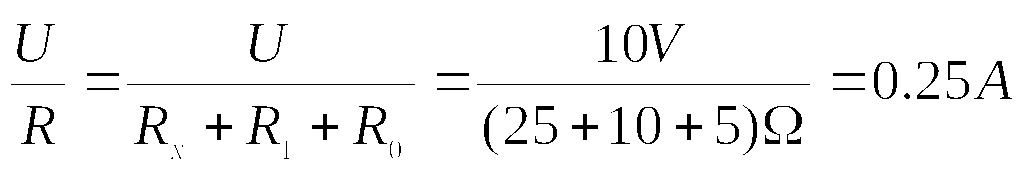 U/R = U/(R_x + R_1 + R_0) = 10V/((25+10+5)Ω) = 0.25A